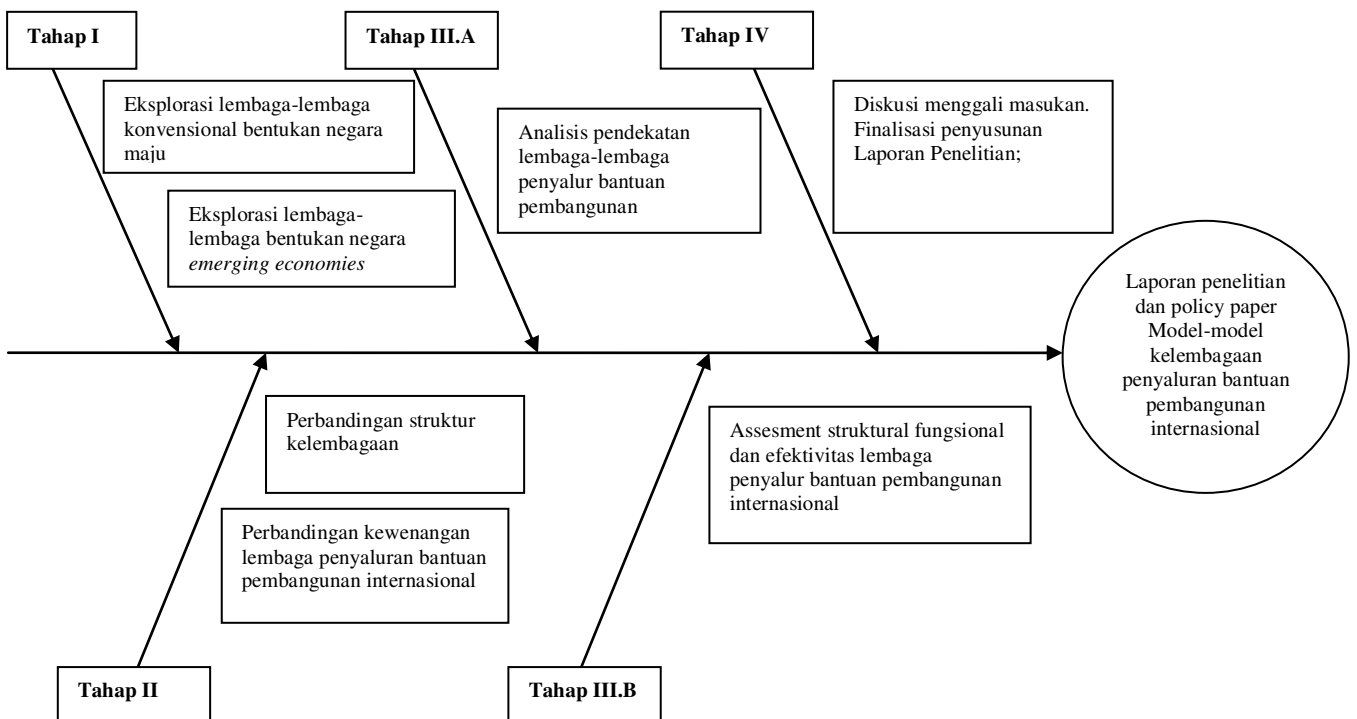 Tahap I
Tahap III.A
Tahap IV
Eksplorasi lembaga-lembaga
konvensional bentukan negara
maju
Eksplorasi lembaga-
lembaga bentukan negara
emerging economies
Analisis pendekatan
lembaga-lembaga
penyalur bantuan
pembangunan
Diskusi menggali masukan.
Finalisasi penyusunan
Laporan Penelitian;
Laporan penelitian
dan policy paper
Model-model
kelembagaan
penyaluran bantuan
pembangunan
internasional
Perbandingan struktur
kelembagaan
Perbandingan kewenangan
lembaga penyaluran bantuan
pembangunan internasional
Assesment struktural fungsional
dan efektivitas lembaga
penyalur bantuan pembangunan
internasional
Tahap II
Tahap III.B